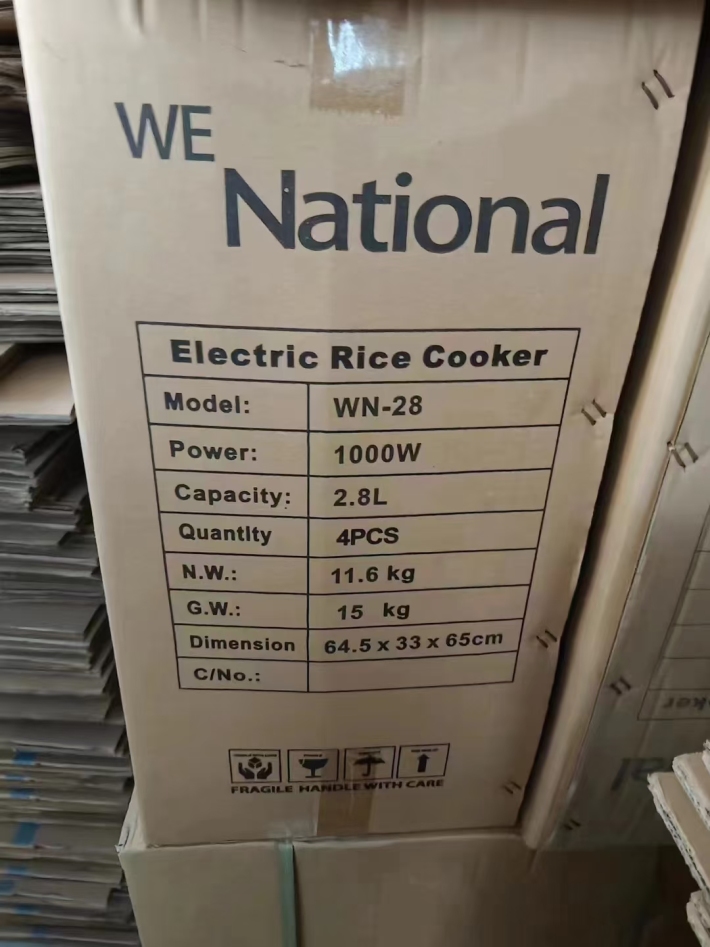 WE
National
Electric Rice Cooker
Model: WN-28
Power: 1000W
Capacity: 2.8L
Quantity 4PCS
N.W.: 11.6 kg
G.W.: 15 kg
Dimension 64.5 x 33 x 65cm
C/No.:
FRAGILE HANDLE WITH CARE